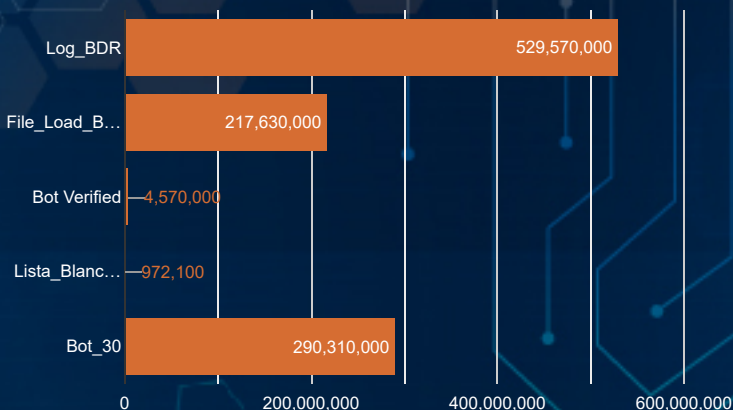 Log_BDR
529,570,000
File_Load_B...
217,630,000
Bot Verified
4,570,000
Lista_Blanc...
972,100
Bot_30
290,310,000
0 200,000,000 400,000,000 600,000,000